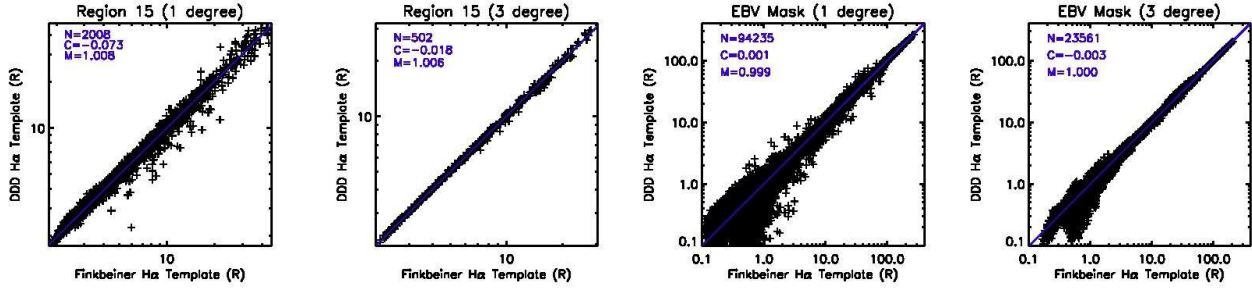 Region 15 (1 degree)
N=2008
C=−0.073
M=1.008
10
10
DDD Hα Template (R)
Finkbeiner Hα Template (R)
Region 15 (3 degree)
N=502
C=−0.018
M=1.006
10
10
DDD Hα Template (R)
Finkbeiner Hα Template (R)
EBV Mask (1 degree)
N=94235
C=0.001
M=0.999
100.0
10.0
1.0
0.1
0.1 1.0 10.0 100.0
DDD Hα Template (R)
Finkbeiner Hα Template (R)
EBV Mask (3 degree)
N=23561
C=−0.003
M=1.000
100.0
10.0
1.0
0.1
0.1 1.0 10.0 100.0
DDD Hα Template (R)
Finkbeiner Hα Template (R)